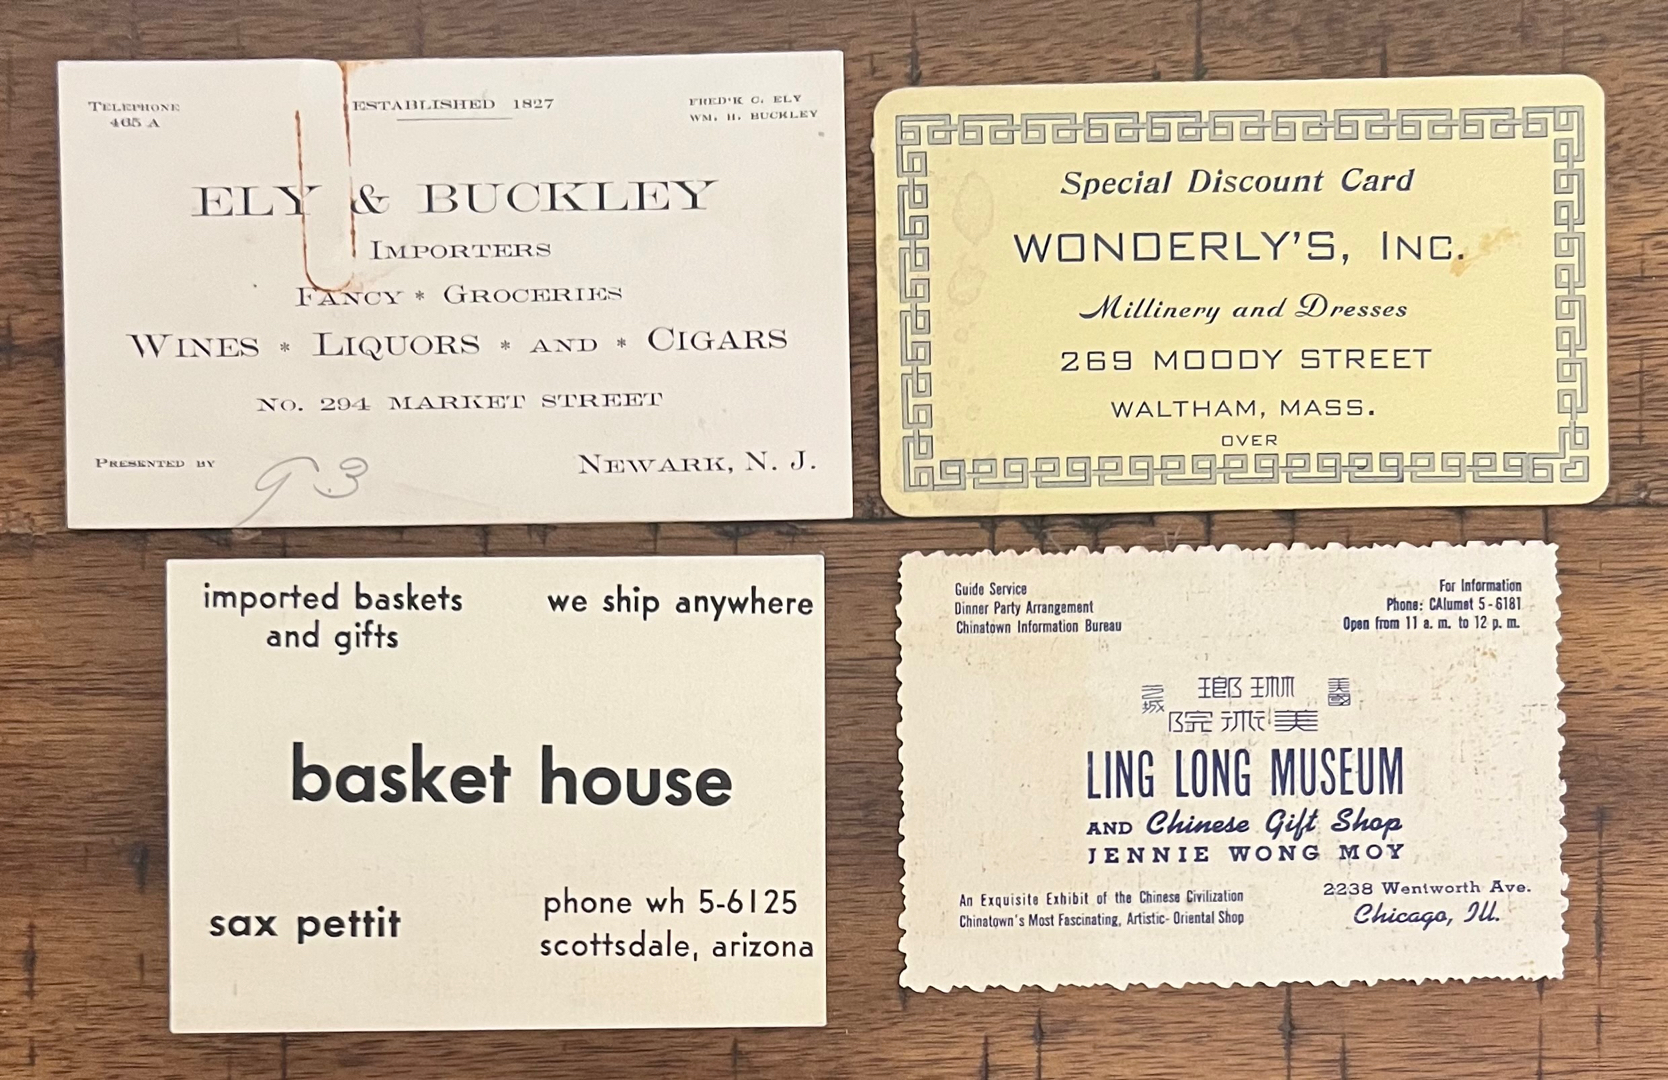 TELEPHONE
465 A
ESTABLISHED 1827
FRED'K C. ELY
WM. H. BUCKLEY
ELY & BUCKLEY
IMPORTERS
FANCY * GROCERIES
WINES * LIQUORS * AND * CIGARS
No. 294 MARKET STREET
PRESENTED BY
NEWARK, N. J.
Special Discount Card
WONDERLY'S, INC.
Millinery and Dresses
269 MOODY STREET
WALTHAM, MASS.
OVER
imported baskets
and gifts
we ship anywhere
basket house
sax pettit
phone wh 5-6125
scottsdale, arizona
Guide Service
Dinner Party Arrangement
Chinatown Information Bureau
For Information
Phone: CAlumet 5-6181
Open from 11 a. m. to 12 p. m.
LING LONG MUSEUM
AND Chinese Gift Shop
JENNIE WONG MOY
An Exquisite Exhibit of the Chinese Civilization
Chinatown's Most Fascinating, Artistic-Oriental Shop
2238 Wentworth Ave.
Chicago, Ill.